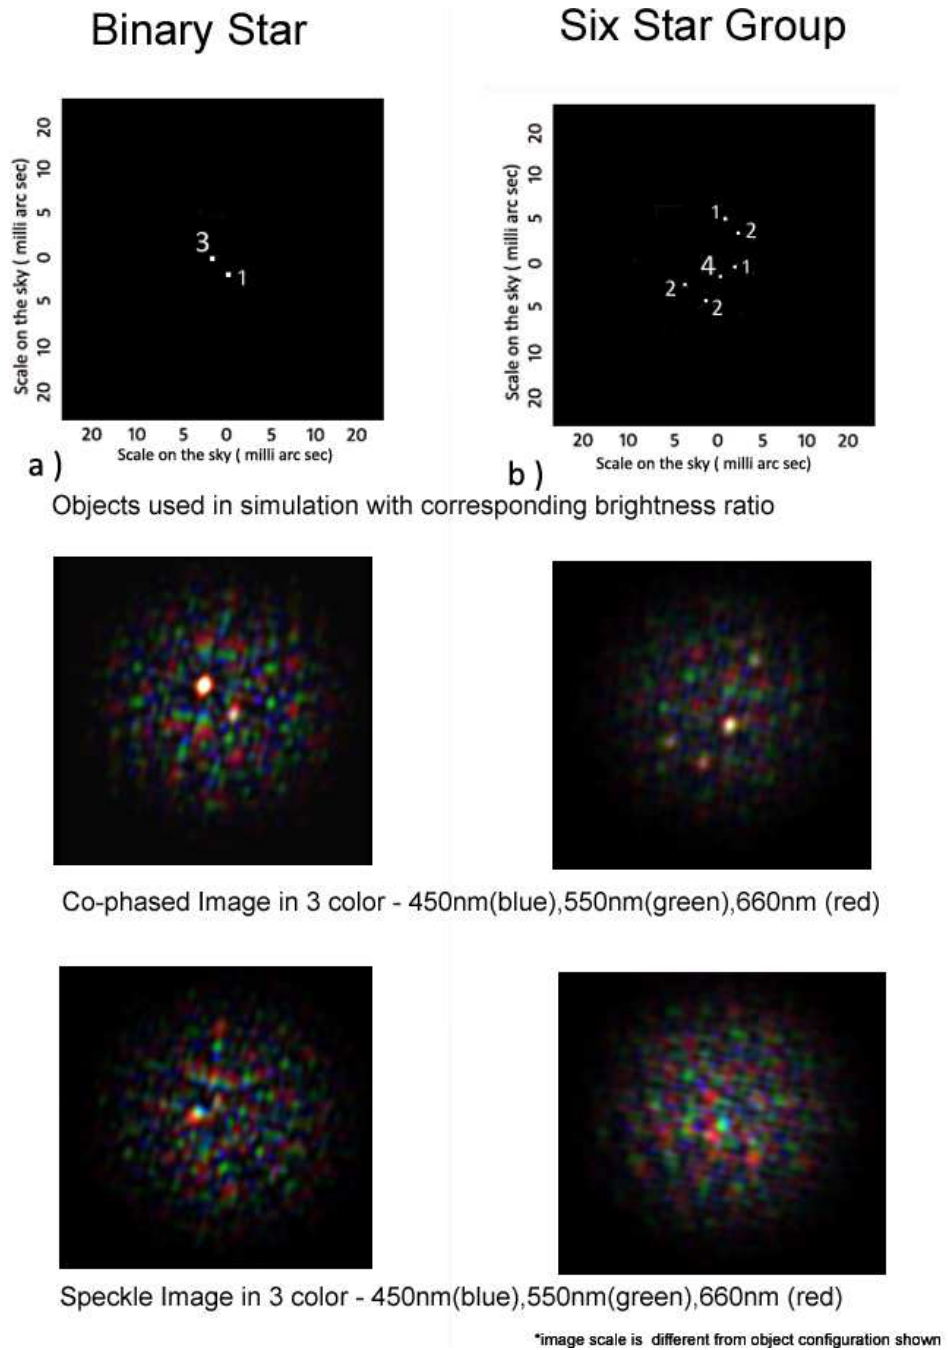 Binary Star
Six Star Group
20
10
5
0
5
10
20
Scale on the sky ( milli arc sec)
3
1
20 10 5 0 5 10 20
Scale on the sky ( milli arc sec)
a )
20
10
5
0
5
10
20
Scale on the sky ( milli arc sec)
1
2
4
1
2
2
20 10 5 0 5 10 20
Scale on the sky ( milli arc sec)
b )
Objects used in simulation with corresponding brightness ratio
Co-phased Image in 3 color - 450nm(blue),550nm(green),660nm (red)
Speckle Image in 3 color - 450nm(blue),550nm(green),660nm (red)
*image scale is different from object configuration shown